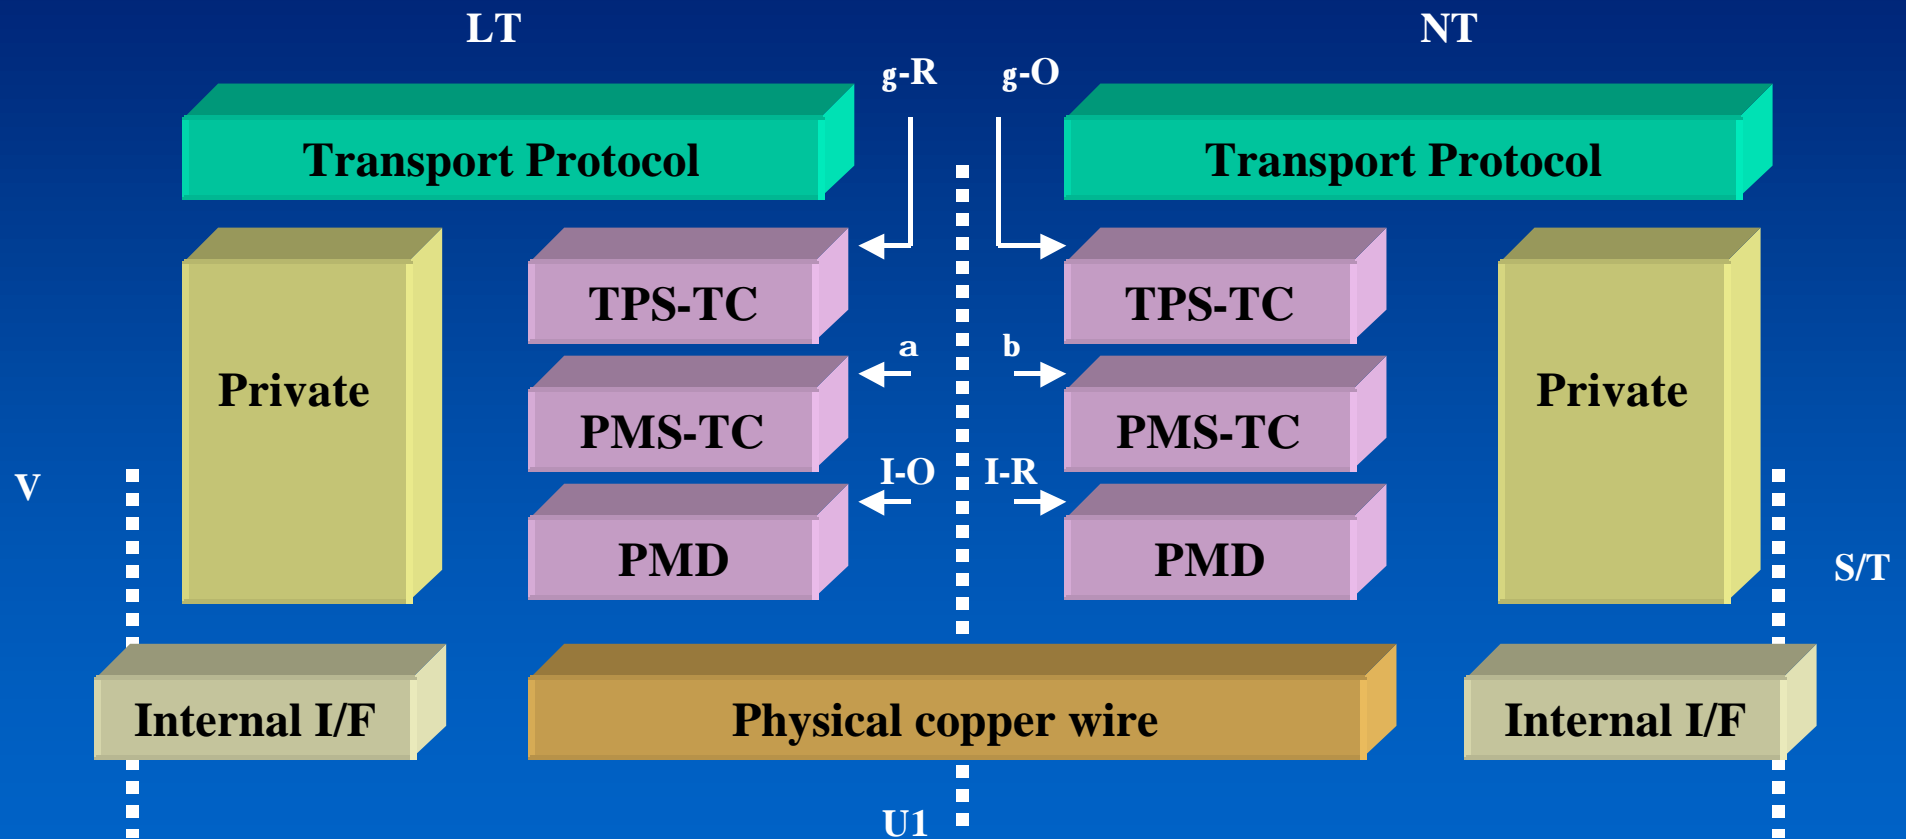 LT
NT
g-R
g-O
Transport Protocol
Transport Protocol
TPS-TC
TPS-TC
a
b
Private
Private
PMS-TC
PMS-TC
I-O
I-R
V
PMD
PMD
S/T
Internal I/F
Physical copper wire
Internal I/F
U1